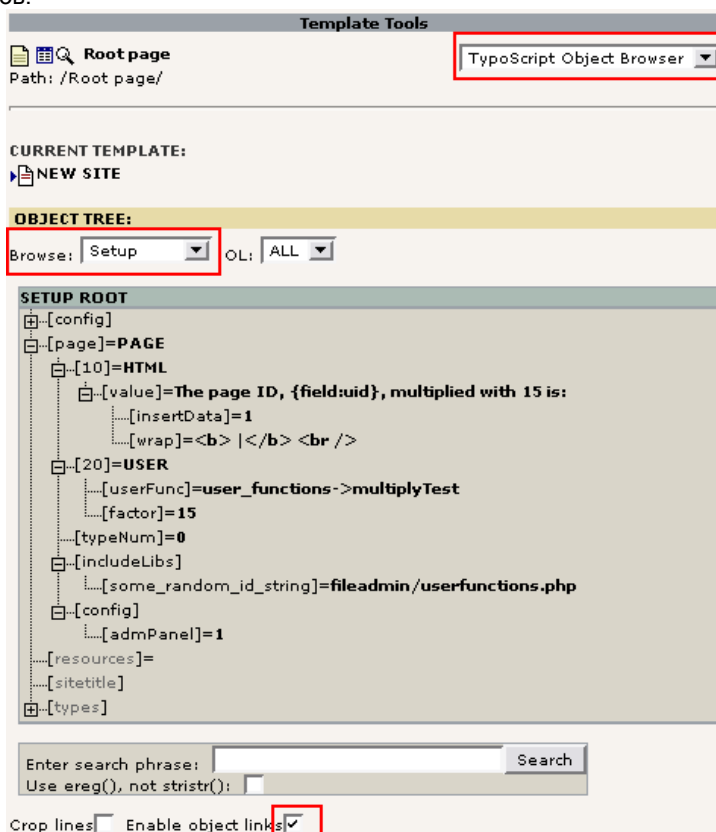 ов.
Template Tools
Root page
TypoScript Object Browser
Path: /Root page/
CURRENT TEMPLATE:
NEW SITE
OBJECT TREE:
Browse: Setup OL: ALL
SETUP ROOT
[config]
[page]=PAGE
[10]=HTML
[value]=The page ID, {field:uid}, multiplied with 15 is:
[insertData]=1
[wrap]=<b> |</b> <br />
[20]=USER
[userFunc]=user_functions->multiplyTest
[factor]=15
[typeNum]=0
[includeLibs]
[some_random_id_string]=fileadmin/userfunctions.php
[config]
[admPanel]=1
[resources]=
[sitetitle]
[types]
Enter search phrase: Search
Use ereg(), not stristr():
Crop lines Enable object links